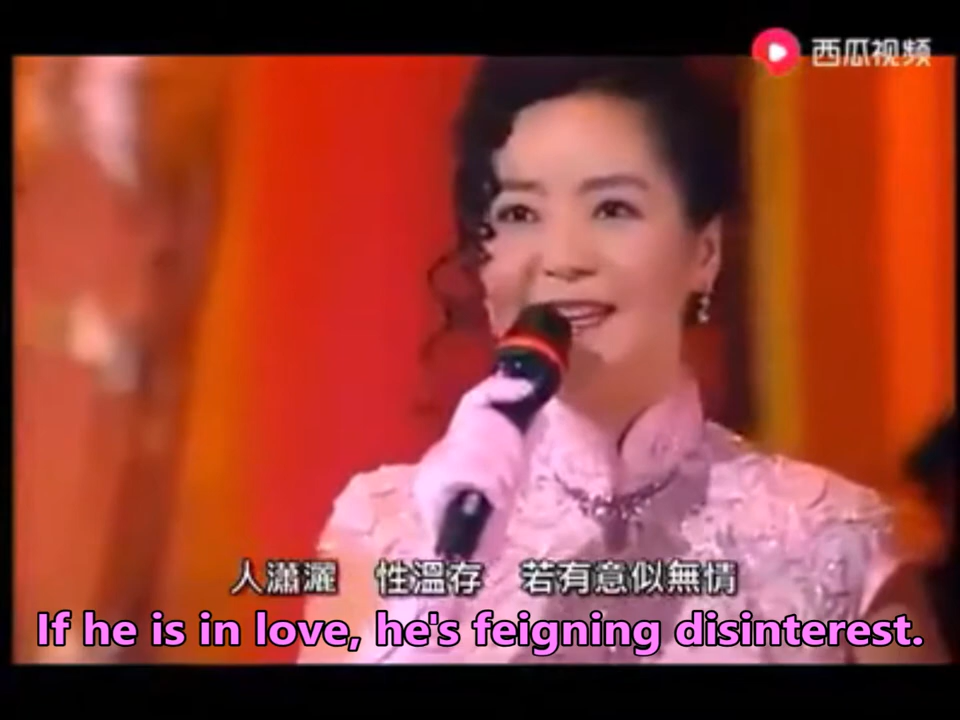 西瓜视频
人瀟灑 性溫存 若有意似無情
If he is in love, he's feigning disinterest.